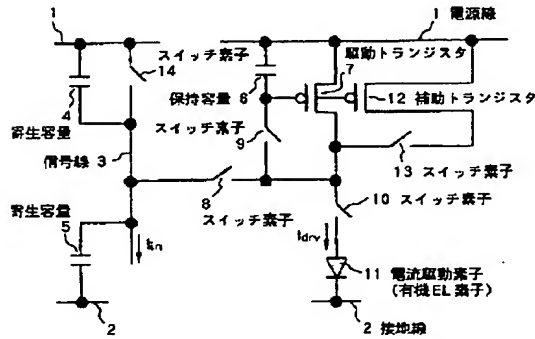 1
1 電源線
スイッチ素子
14
駆動トランジスタ
7
4
保持容量 6
12 補助トランジスタ
寄生容量
スイッチ素子
9
信号線 3
13 スイッチ素子
寄生容量
5
8
スイッチ素子
10 スイッチ素子
Iin
Idrv
11 電流駆動素子
(有機EL素子)
2
2 接地線